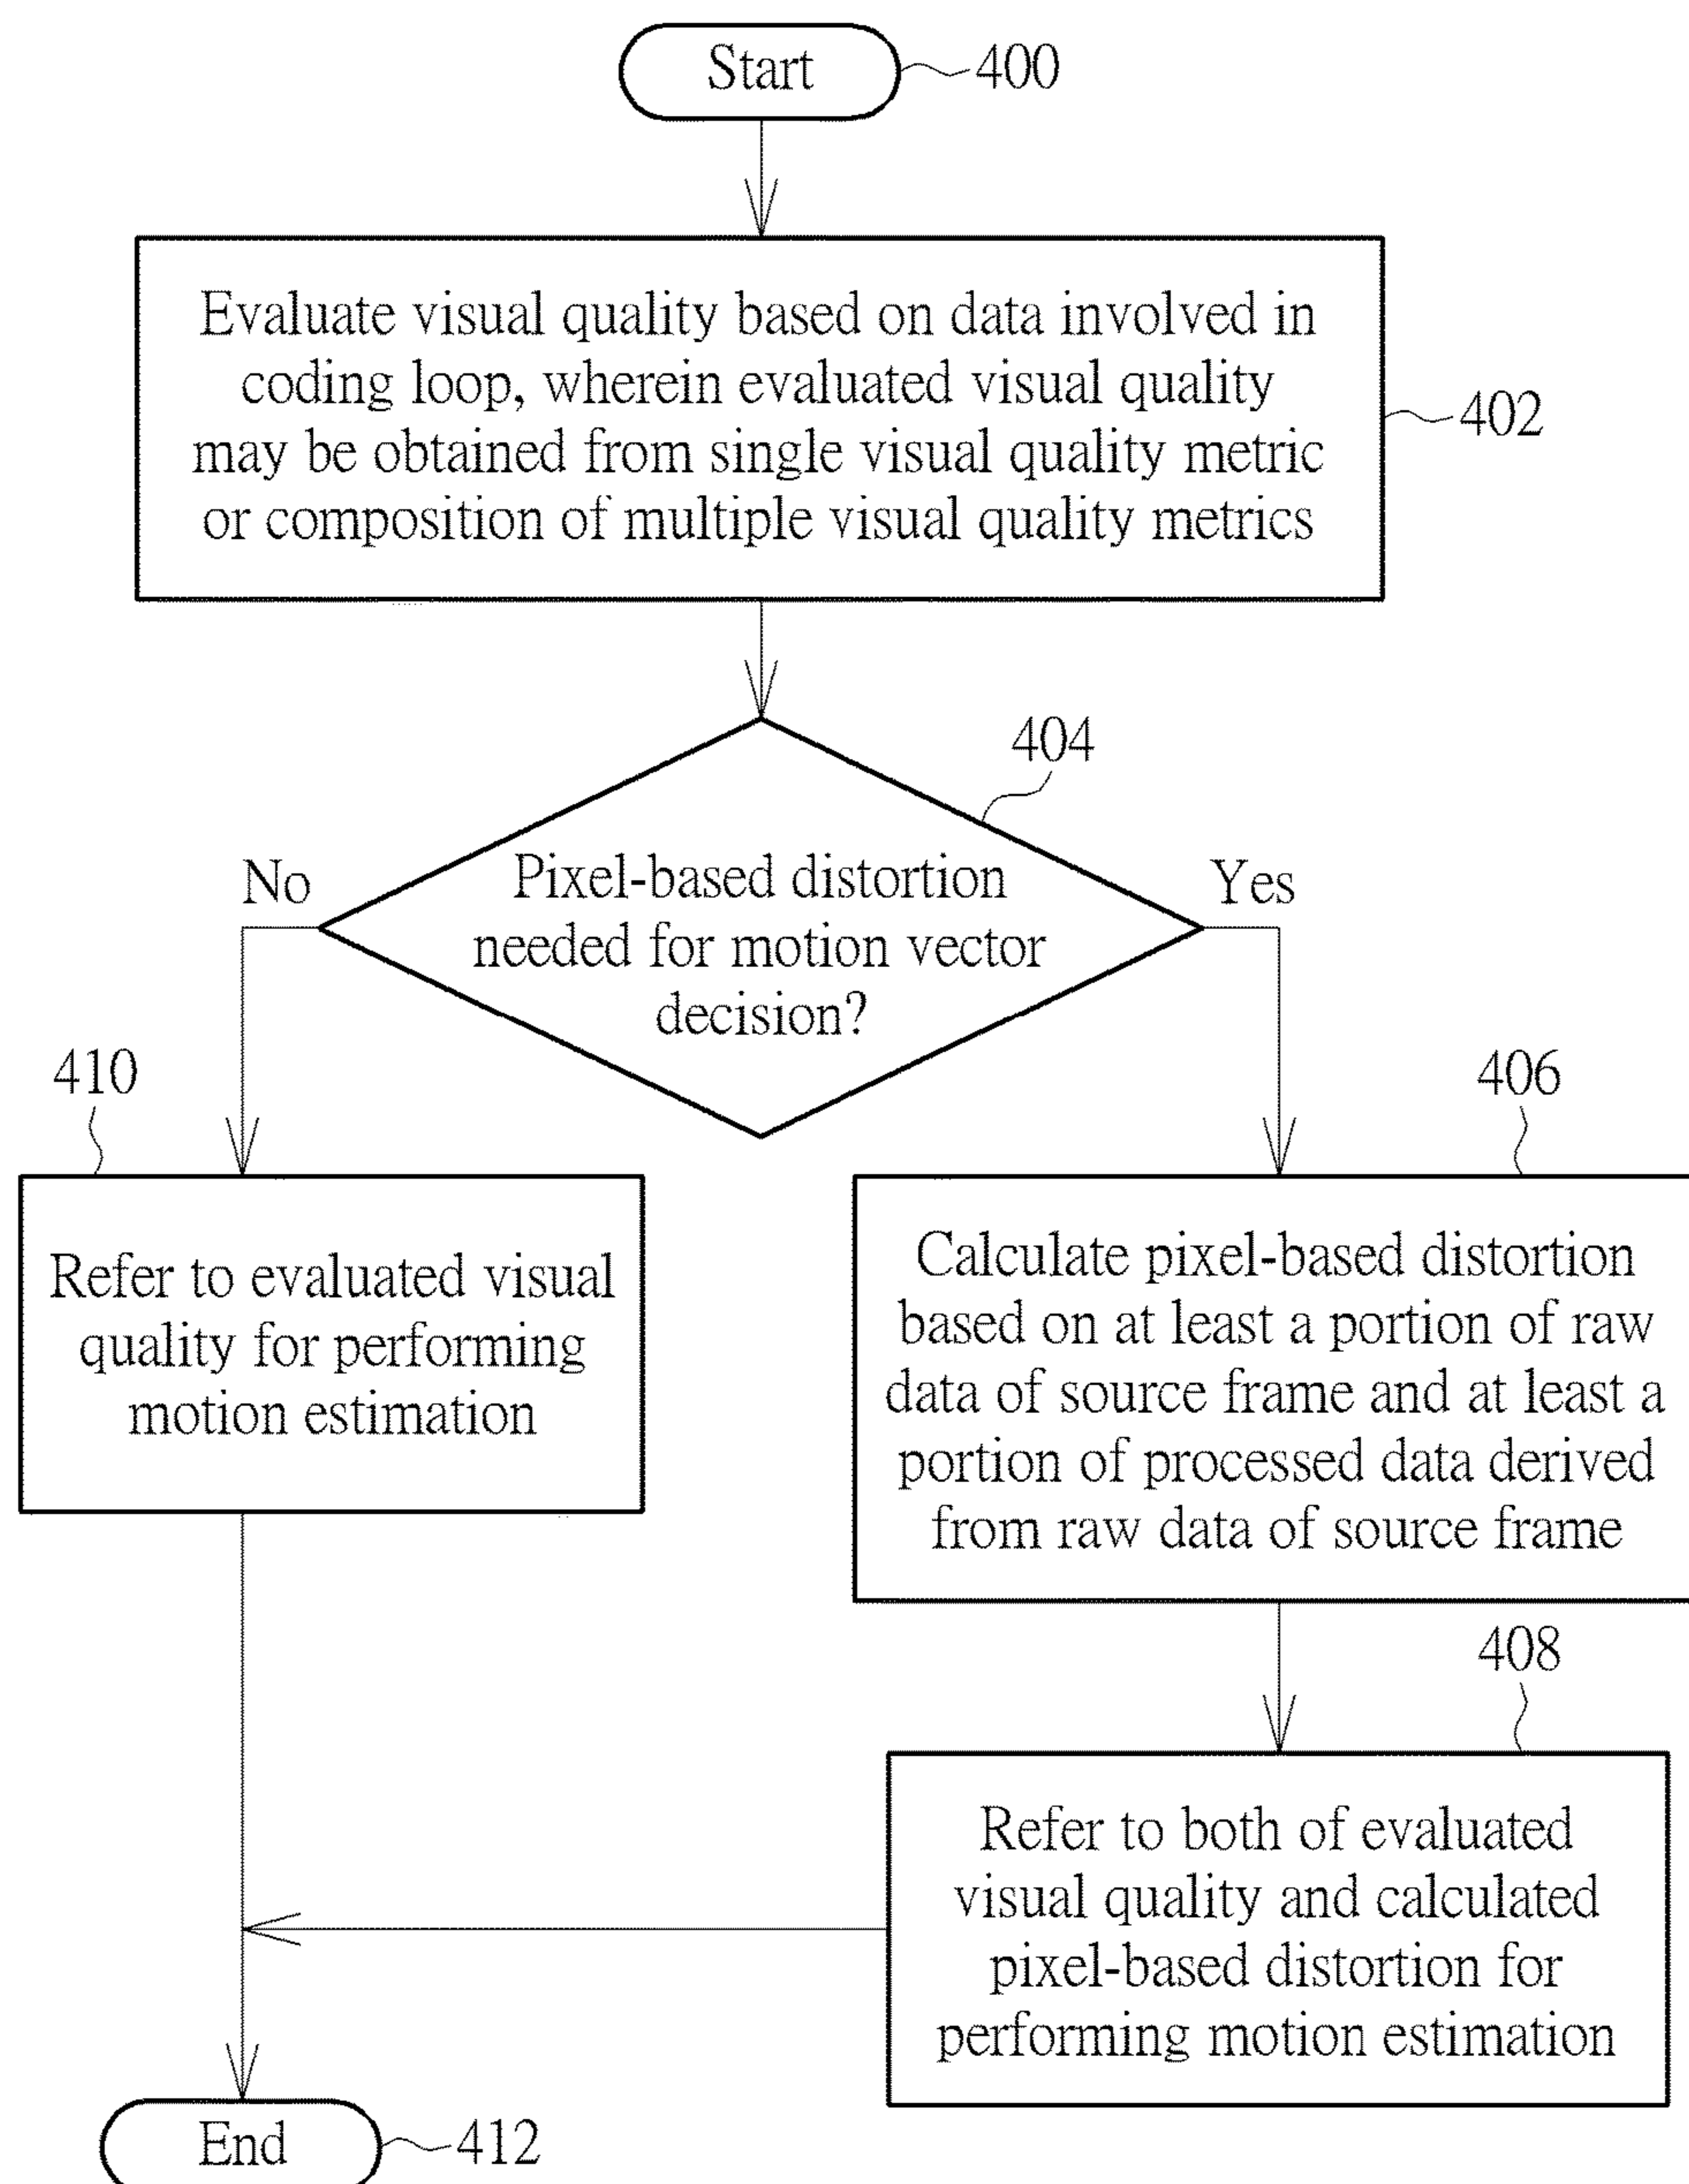 Start
400
Evaluate visual quality based on data involved in
coding loop, wherein evaluated visual quality
may be obtained from single visual quality metric
or composition of multiple visual quality metrics
402
404
Pixel-based distortion
needed for motion vector
decision?
No
Yes
410
Refer to evaluated visual
quality for performing
motion estimation
406
Calculate pixel-based distortion
based on at least a portion of raw
data of source frame and at least a
portion of processed data derived
from raw data of source frame
408
Refer to both of evaluated
visual quality and calculated
pixel-based distortion for
performing motion estimation
End
412